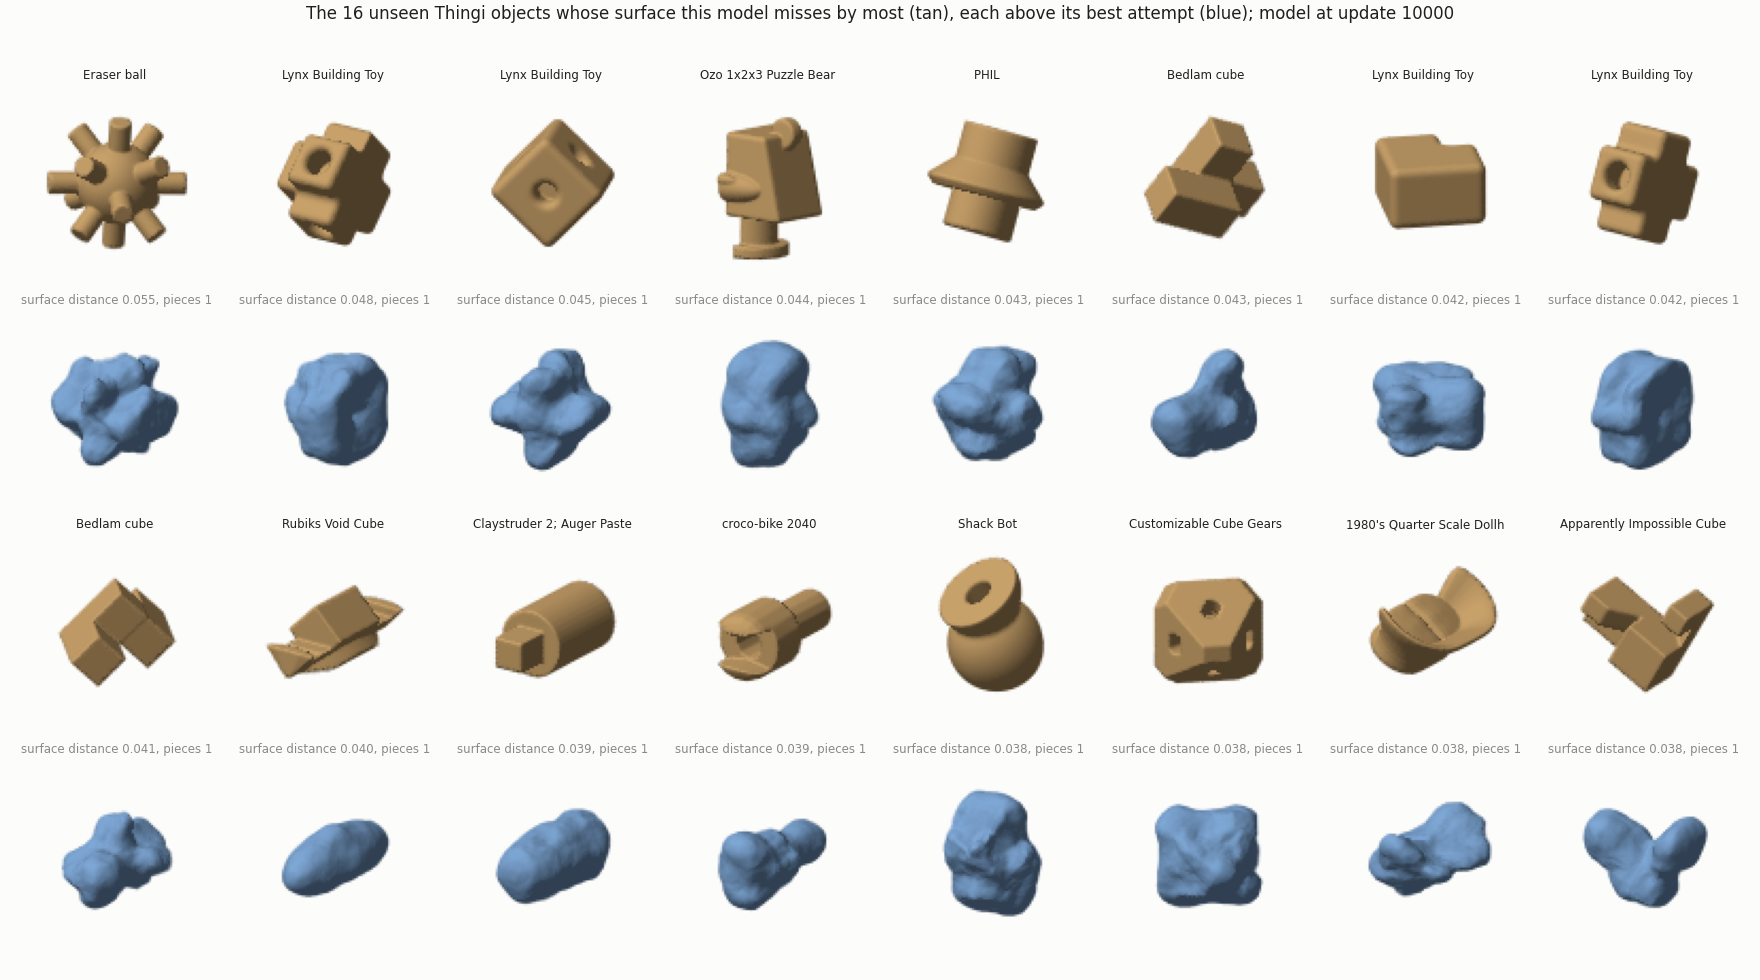 The 16 unseen Thingi objects whose surface this model misses by most (tan), each above its best attempt (blue); model at update 10000
Eraser ball
Lynx Building Toy
Lynx Building Toy
Ozo 1x2x3 Puzzle Bear
PHIL
Bedlam cube
Lynx Building Toy
Lynx Building Toy
surface distance 0.055, pieces 1
surface distance 0.048, pieces 1
surface distance 0.045, pieces 1
surface distance 0.044, pieces 1
surface distance 0.043, pieces 1
surface distance 0.043, pieces 1
surface distance 0.042, pieces 1
surface distance 0.042, pieces 1
Bedlam cube
Rubiks Void Cube
Claystruder 2; Auger Paste
croco-bike 2040
Shack Bot
Customizable Cube Gears
1980's Quarter Scale Dollh
Apparently Impossible Cube
surface distance 0.041, pieces 1
surface distance 0.040, pieces 1
surface distance 0.039, pieces 1
surface distance 0.039, pieces 1
surface distance 0.038, pieces 1
surface distance 0.038, pieces 1
surface distance 0.038, pieces 1
surface distance 0.038, pieces 1